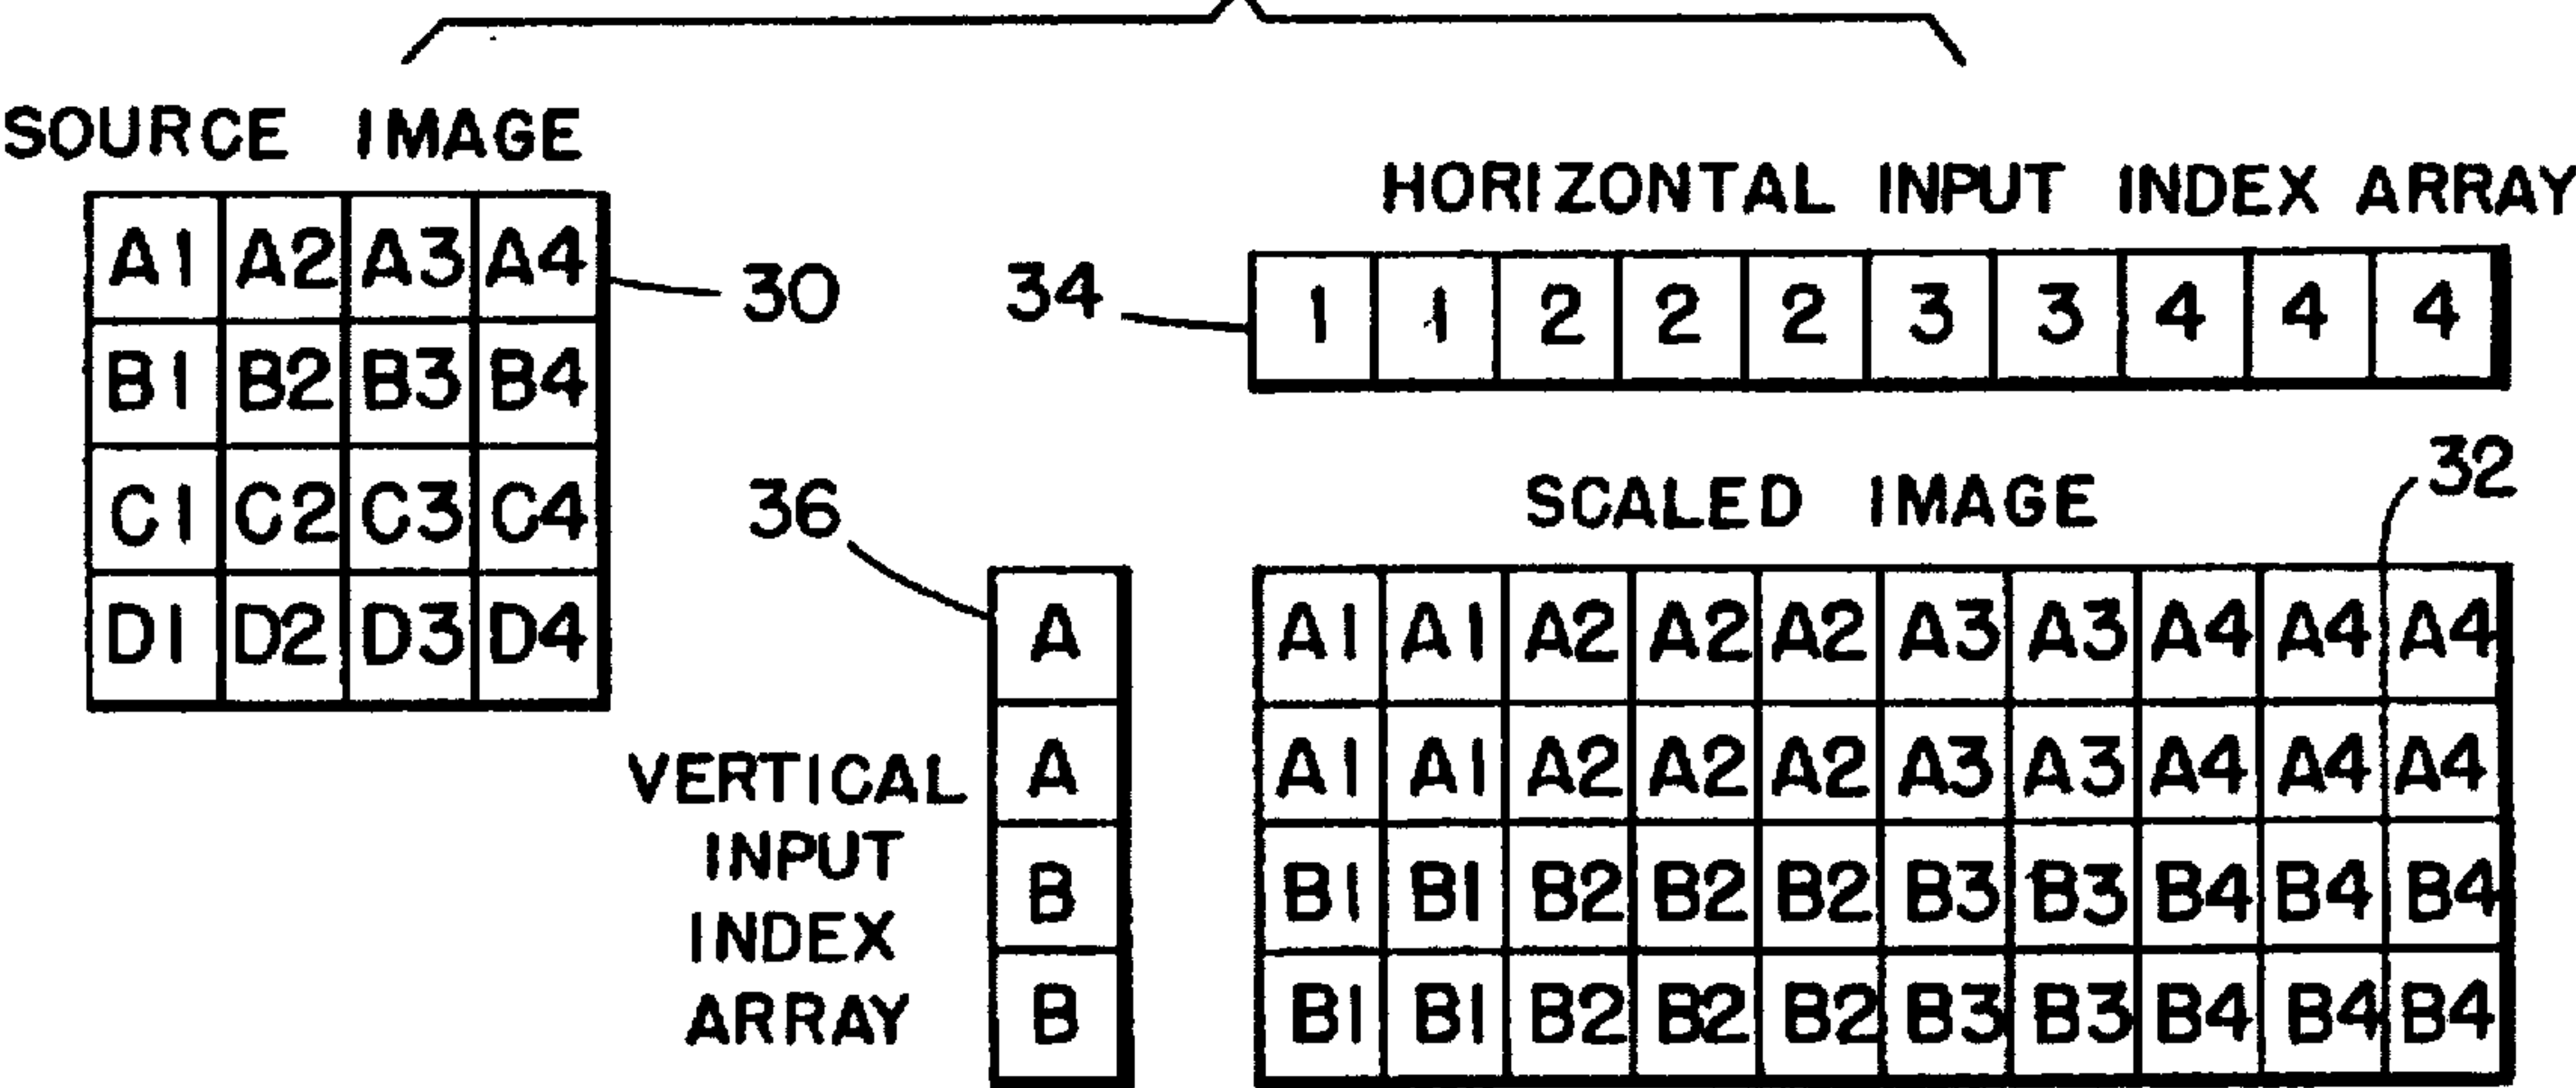 SOURCE IMAGE
A1 A2 A3 A4
B1 B2 B3 B4
C1 C2 C3 C4
D1 D2 D3 D4
30
HORIZONTAL INPUT INDEX ARRAY
34
1 1 2 2 2 3 3 4 4 4
36
VERTICAL
INPUT
INDEX
ARRAY
A
A
B
B
SCALED IMAGE
32
A1 A1 A2 A2 A2 A3 A3 A4 A4 A4
A1 A1 A2 A2 A2 A3 A3 A4 A4 A4
B1 B1 B2 B2 B2 B3 B3 B4 B4 B4
B1 B1 B2 B2 B2 B3 B3 B4 B4 B4